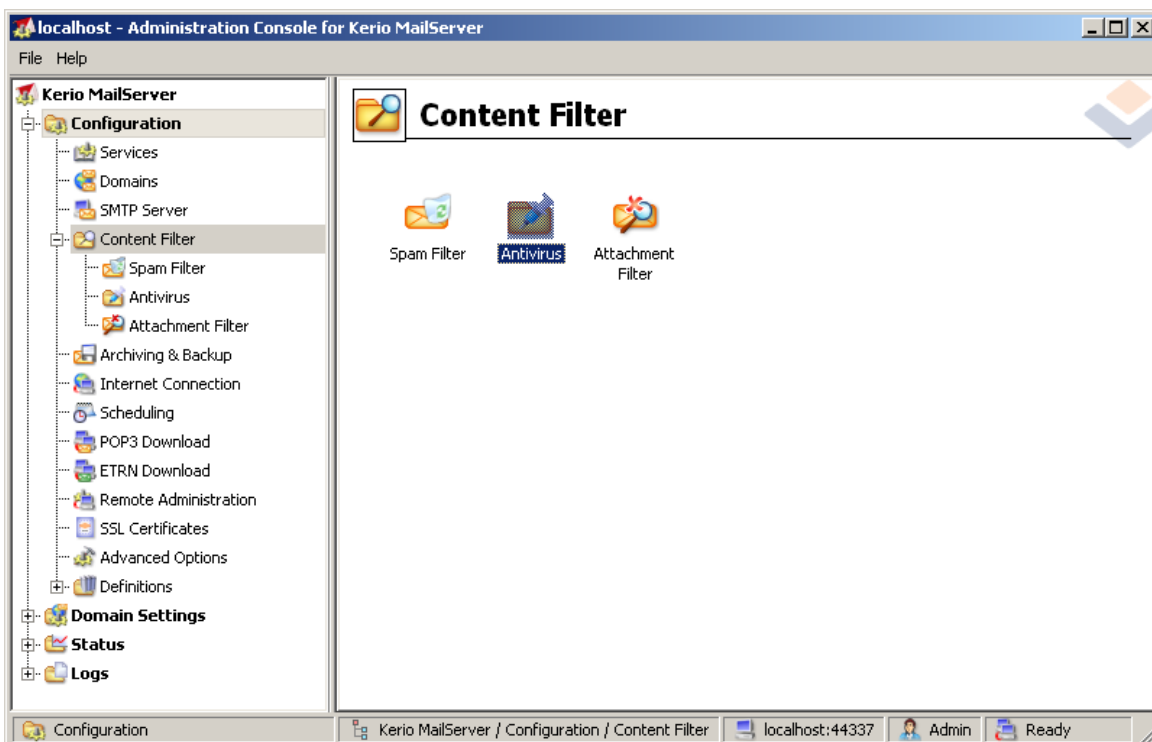 localhost - Administration Console for Kerio MailServer
File Help
Kerio MailServer
Configuration
Services
Domains
SMTP Server
Content Filter
Spam Filter
Antivirus
Attachment Filter
Archiving & Backup
Internet Connection
Scheduling
POP3 Download
ETRN Download
Remote Administration
SSL Certificates
Advanced Options
Definitions
Domain Settings
Status
Logs
Content Filter
Spam Filter
Antivirus
Attachment
Filter
Configuration
Kerio MailServer / Configuration / Content Filter
localhost:44337
Admin
Ready